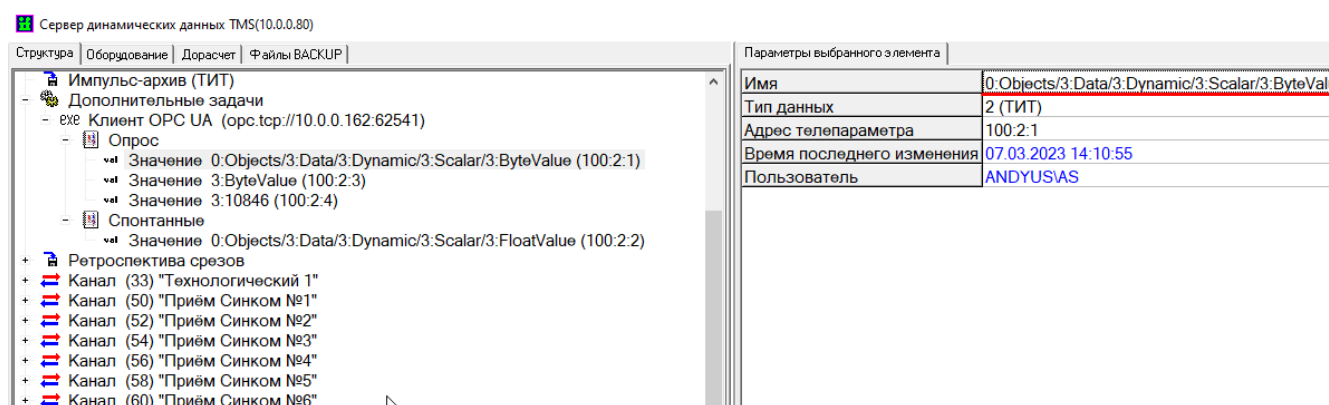 Сервер динамических данных TMS(10.0.0.80)
Структура Оборудование Дорасчет Файлы BACKUP
Импульс-архив (ТИТ)
Дополнительные задачи
exe Клиент OPC UA (opc.tcp://10.0.0.162:62541)
Опрос
val Значение 0:Objects/3:Data/3:Dynamic/3:Scalar/3:ByteValue (100:2:1)
val Значение 3:ByteValue (100:2:3)
val Значение 3:10846 (100:2:4)
Спонтанные
val Значение 0:Objects/3:Data/3:Dynamic/3:Scalar/3:FloatValue (100:2:2)
Ретроспектива срезов
Канал (33) "Технологический 1"
Канал (50) "Приём Синком №1"
Канал (52) "Приём Синком №2"
Канал (54) "Приём Синком №3"
Канал (56) "Приём Синком №4"
Канал (58) "Приём Синком №5"
Канал (60) "Приём Синком №6"
Параметры выбранного элемента
Имя 0:Objects/3:Data/3:Dynamic/3:Scalar/3:ByteVal
Тип данных 2 (ТИТ)
Адрес телепараметра 100:2:1
Время последнего изменения 07.03.2023 14:10:55
Пользователь ANDYUS\AS